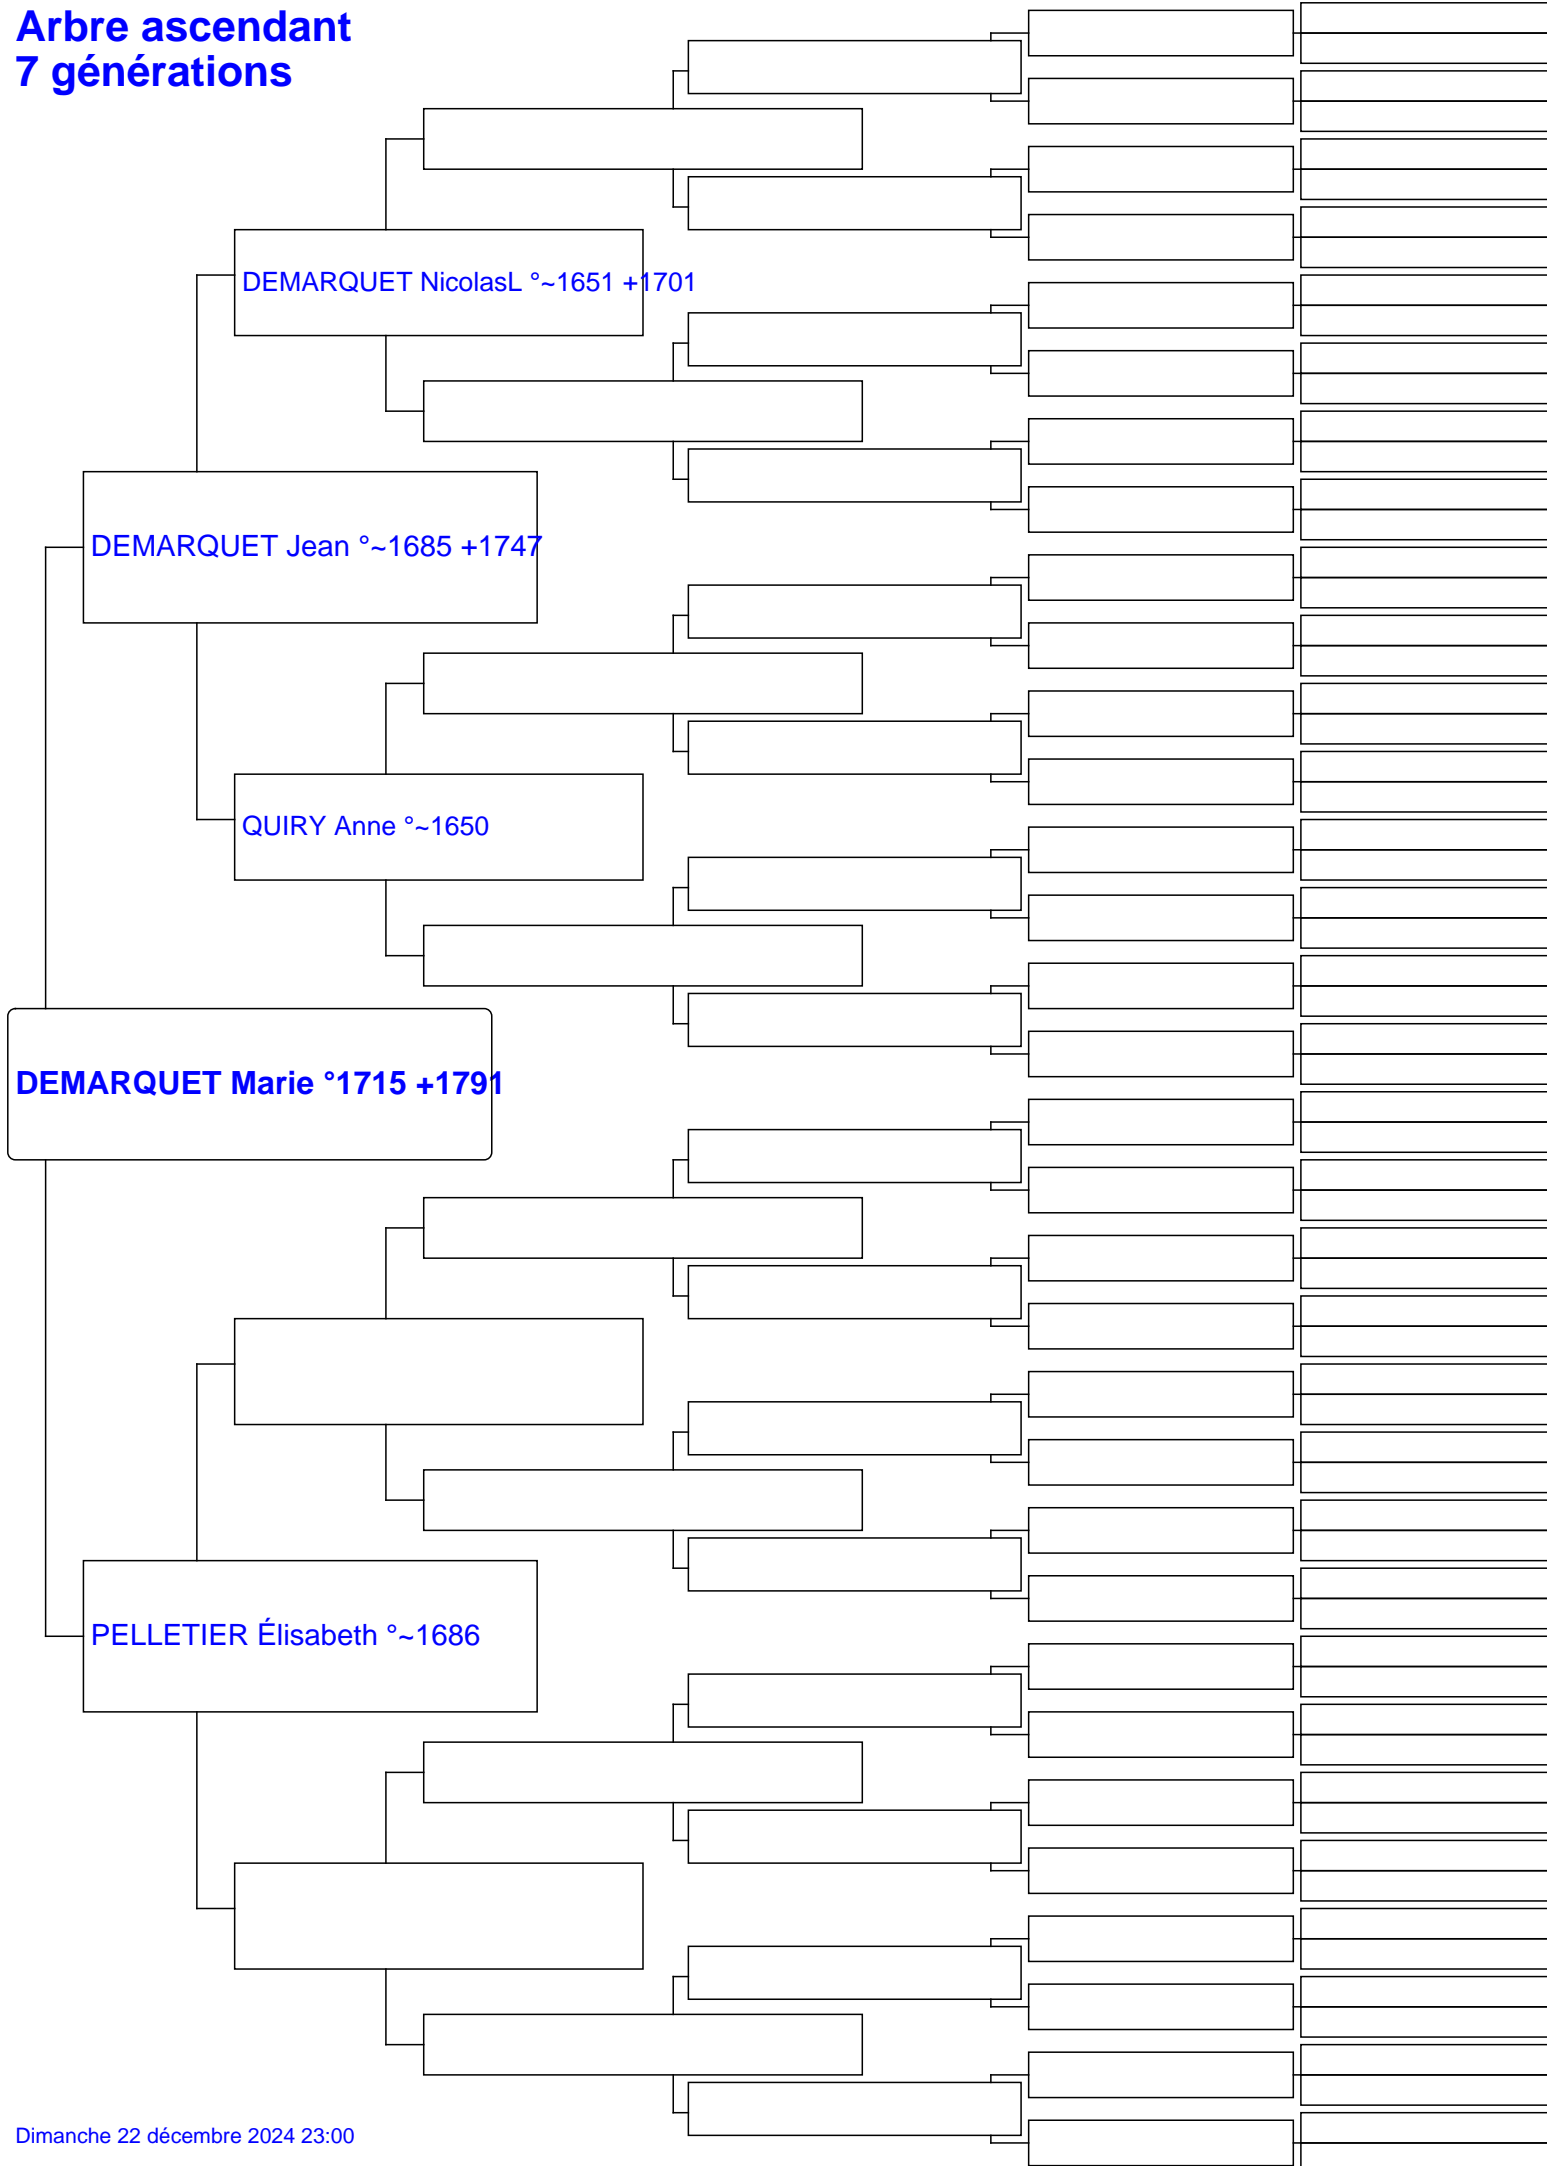 Arbre ascendant
7 générations
DEMARQUET NicolasL °~1651 +1701
DEMARQUET Jean °~1685 +1747
QUIRY Anne °~1650
DEMARQUET Marie °1715 +1791
PELLETIER Élisabeth °~1686
Dimanche 22 décembre 2024 23:00